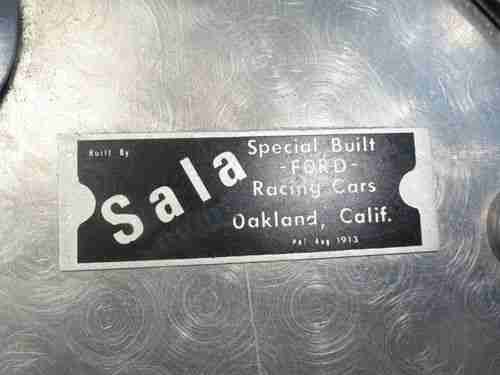 Built By
Sala
Special Built
-FORD-
Racing Cars
Oakland, Calif.
Pat Aug 1913